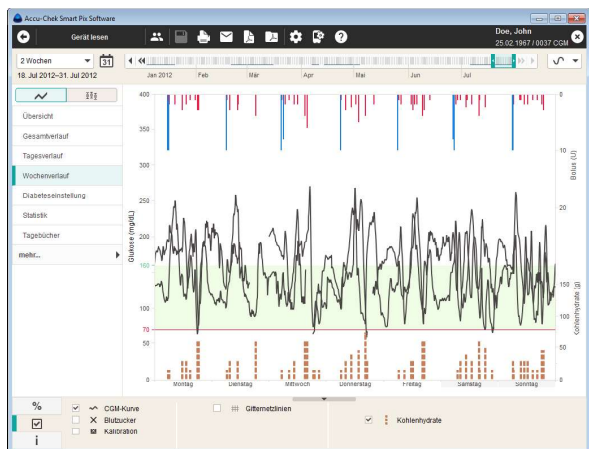 Accu-Chek Smart Pix Software
Gerät lesen
Doe, John
25.02.1967 / 0037 CGM
2 Wochen
31
18. Jul 2012–31. Jul 2012
Jan 2012 Feb Mär Apr Mai Jun Jul
Übersicht
Gesamtverlauf
Tagesverlauf
Wochenverlauf
Diabeteseinstellung
Statistik
Tagebücher
mehr...
Glukose (mg/dL)
400
350
300
250
200
160
100
70
50
0
Bolus (U)
0
10
20
Kohlenhydrate (g)
150
100
50
0
Montag Dienstag Mittwoch Donnerstag Freitag Samstag Sonntag
%
i
CGM-Kurve
Blutzucker
Kalibration
Gitternetzlinien
Kohlenhydrate